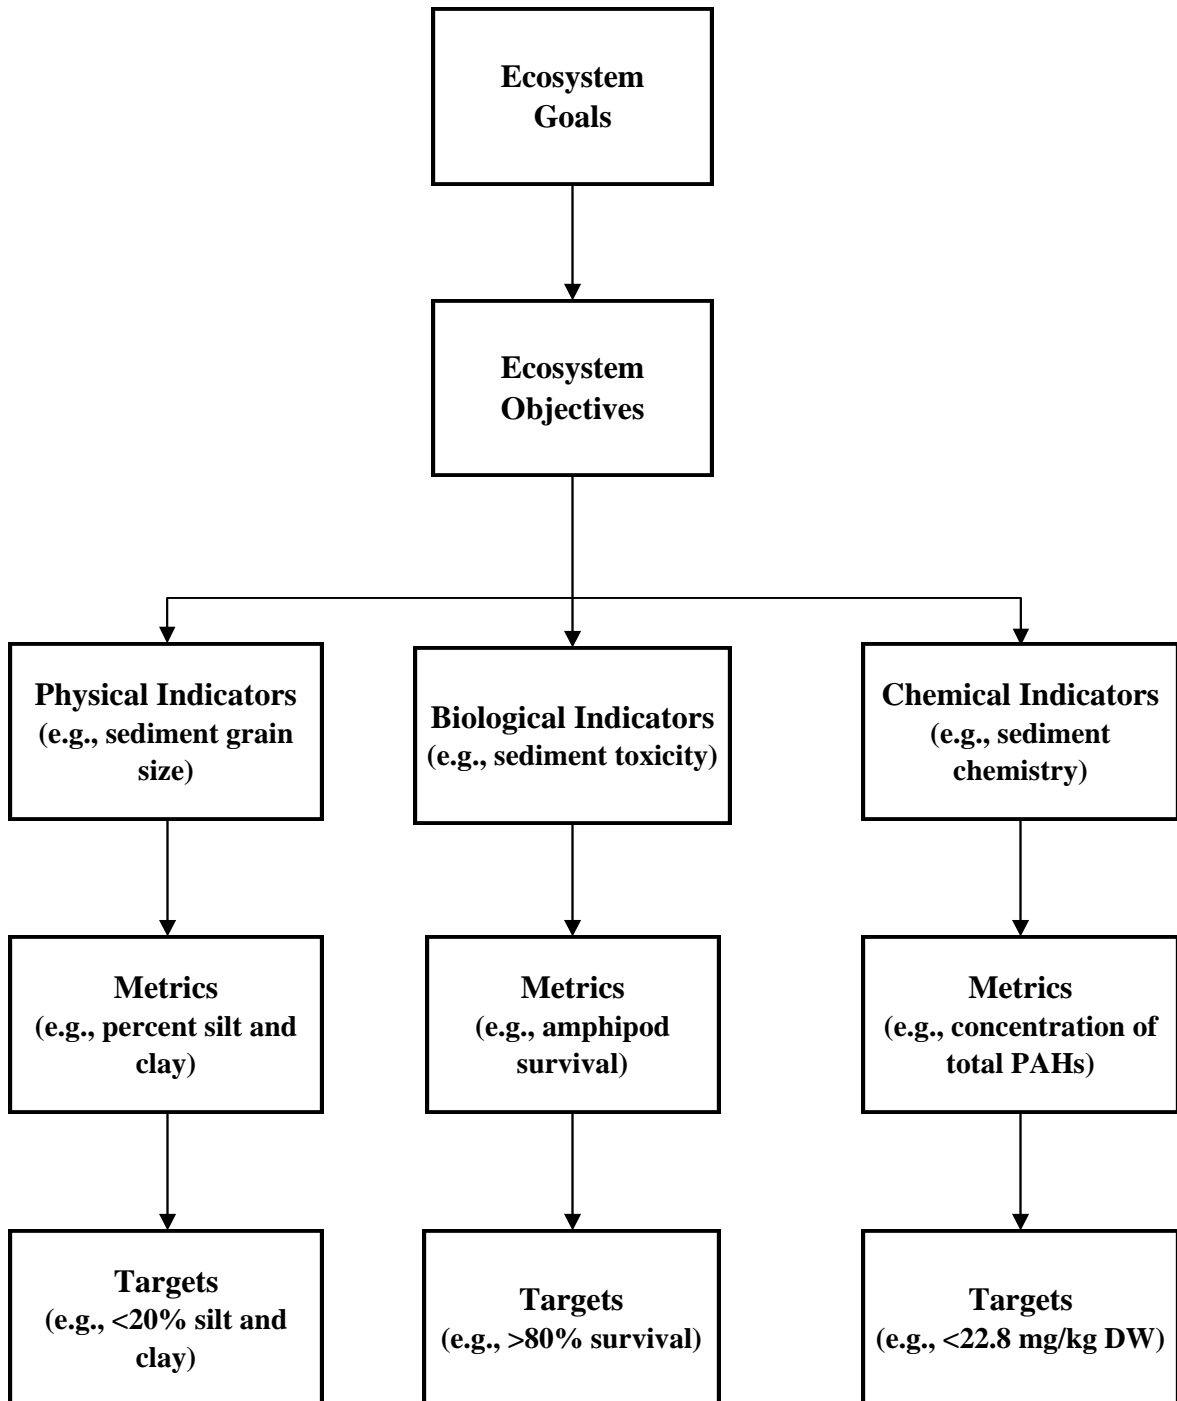 Ecosystem
Goals
Ecosystem
Objectives
Physical Indicators
(e.g., sediment grain
size)
Biological Indicators
(e.g., sediment toxicity)
Chemical Indicators
(e.g., sediment
chemistry)
Metrics
(e.g., percent silt and
clay)
Metrics
(e.g., amphipod
survival)
Metrics
(e.g., concentration of
total PAHs)
Targets
(e.g., <20% silt and
clay)
Targets
(e.g., >80% survival)
Targets
(e.g., <22.8 mg/kg DW)